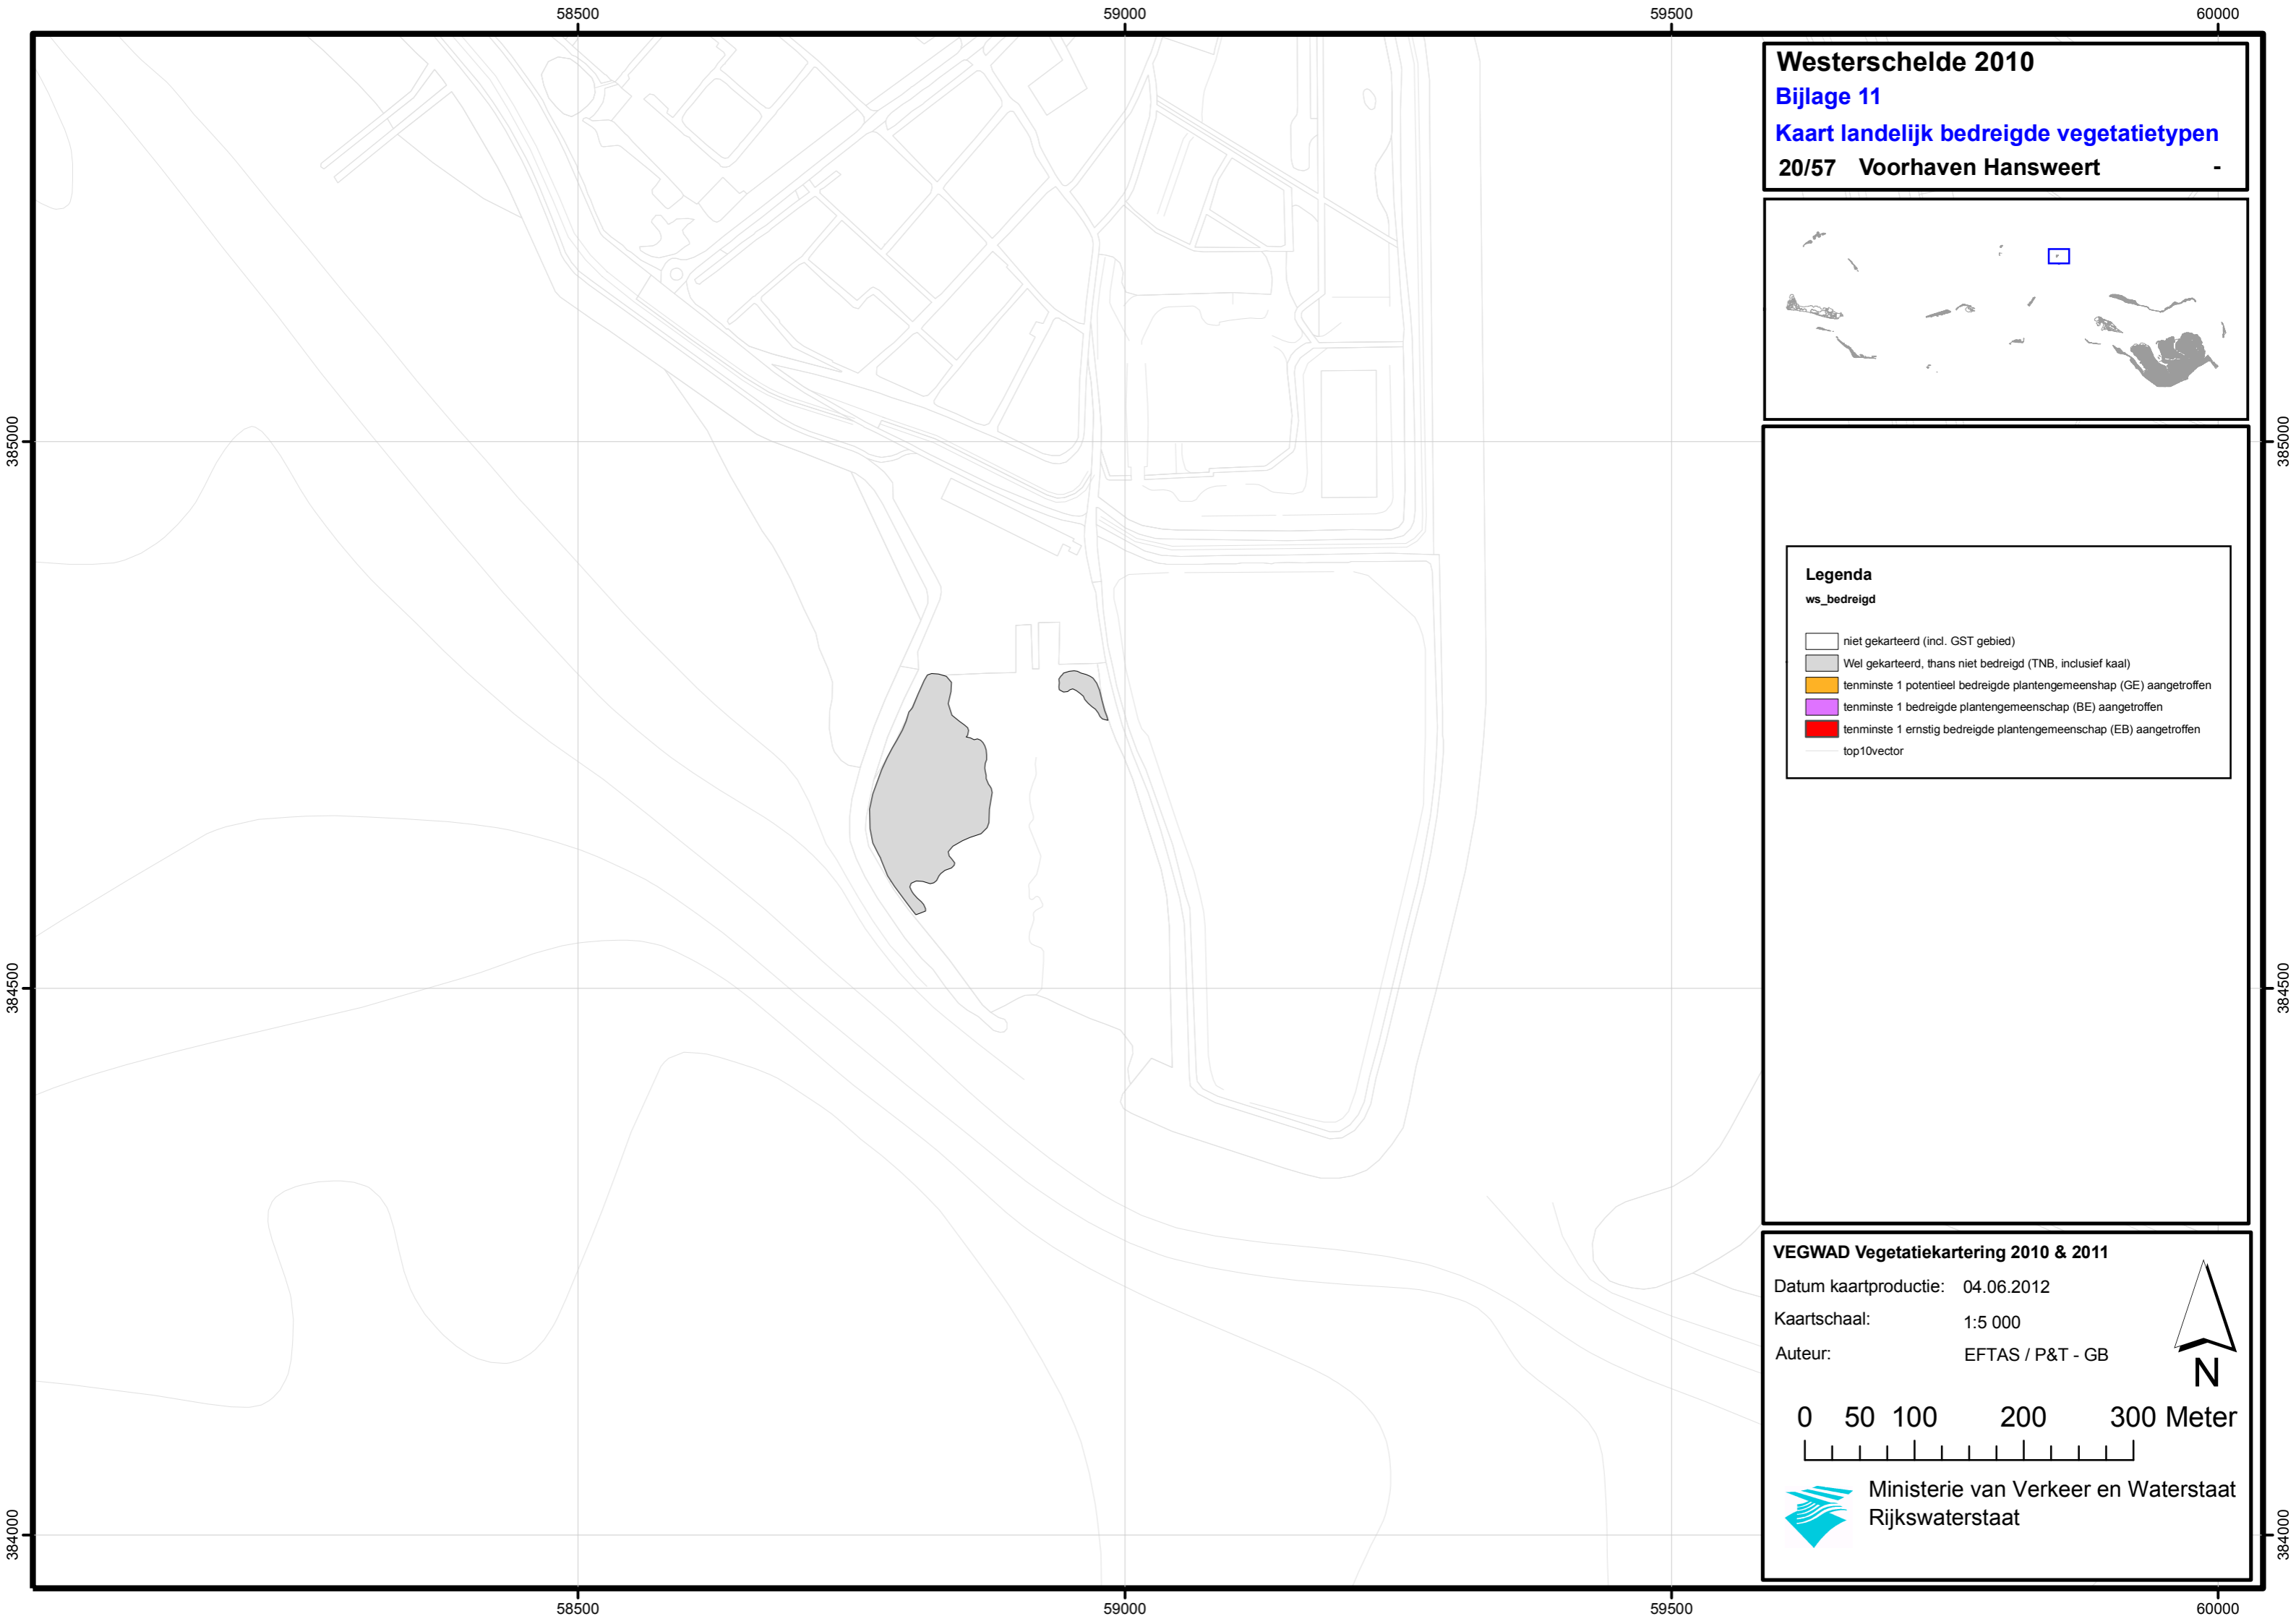 58500 59000 59500 60000
Westerschelde 2010
Bijlage 11
Kaart landelijk bedreigde vegetatietypen
20/57 Voorhaven Hansweert -
385000 385000
Legenda
ws_bedreigd
niet gekarteerd (incl. GST gebied)
Wel gekarteerd, thans niet bedreigd (TNB, inclusief kaal)
tenminste 1 potentieel bedreigde plantengemeenshap (GE) aangetroffen
tenminste 1 bedreigde plantengemeenschap (BE) aangetroffen
tenminste 1 ernstig bedreigde plantengemeenschap (EB) aangetroffen
top10vector
384500 384500
VEGWAD Vegetatiekartering 2010 & 2011
Datum kaartproductie: 04.06.2012
Kaartschaal: 1:5 000
Auteur: EFTAS / P&T - GB
N
0 50 100 200 300 Meter
Ministerie van Verkeer en Waterstaat
Rijkswaterstaat
384000 384000
58500 59000 59500 60000